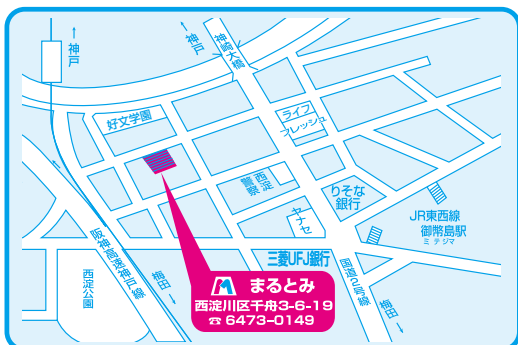 ↑神戸
↑神戸
神崎大橋
好文学園
ライフ
フレッシュ
西淀
警察
りそな
銀行
ヤナセ
JR東西線
御幣島駅
ミテジマ
三菱UFJ銀行
阪神高速神戸線
西淀公園
梅田→
国道2号線
梅田→
まるとみ
西淀川区千舟3-6-19
☎ 6473-0149